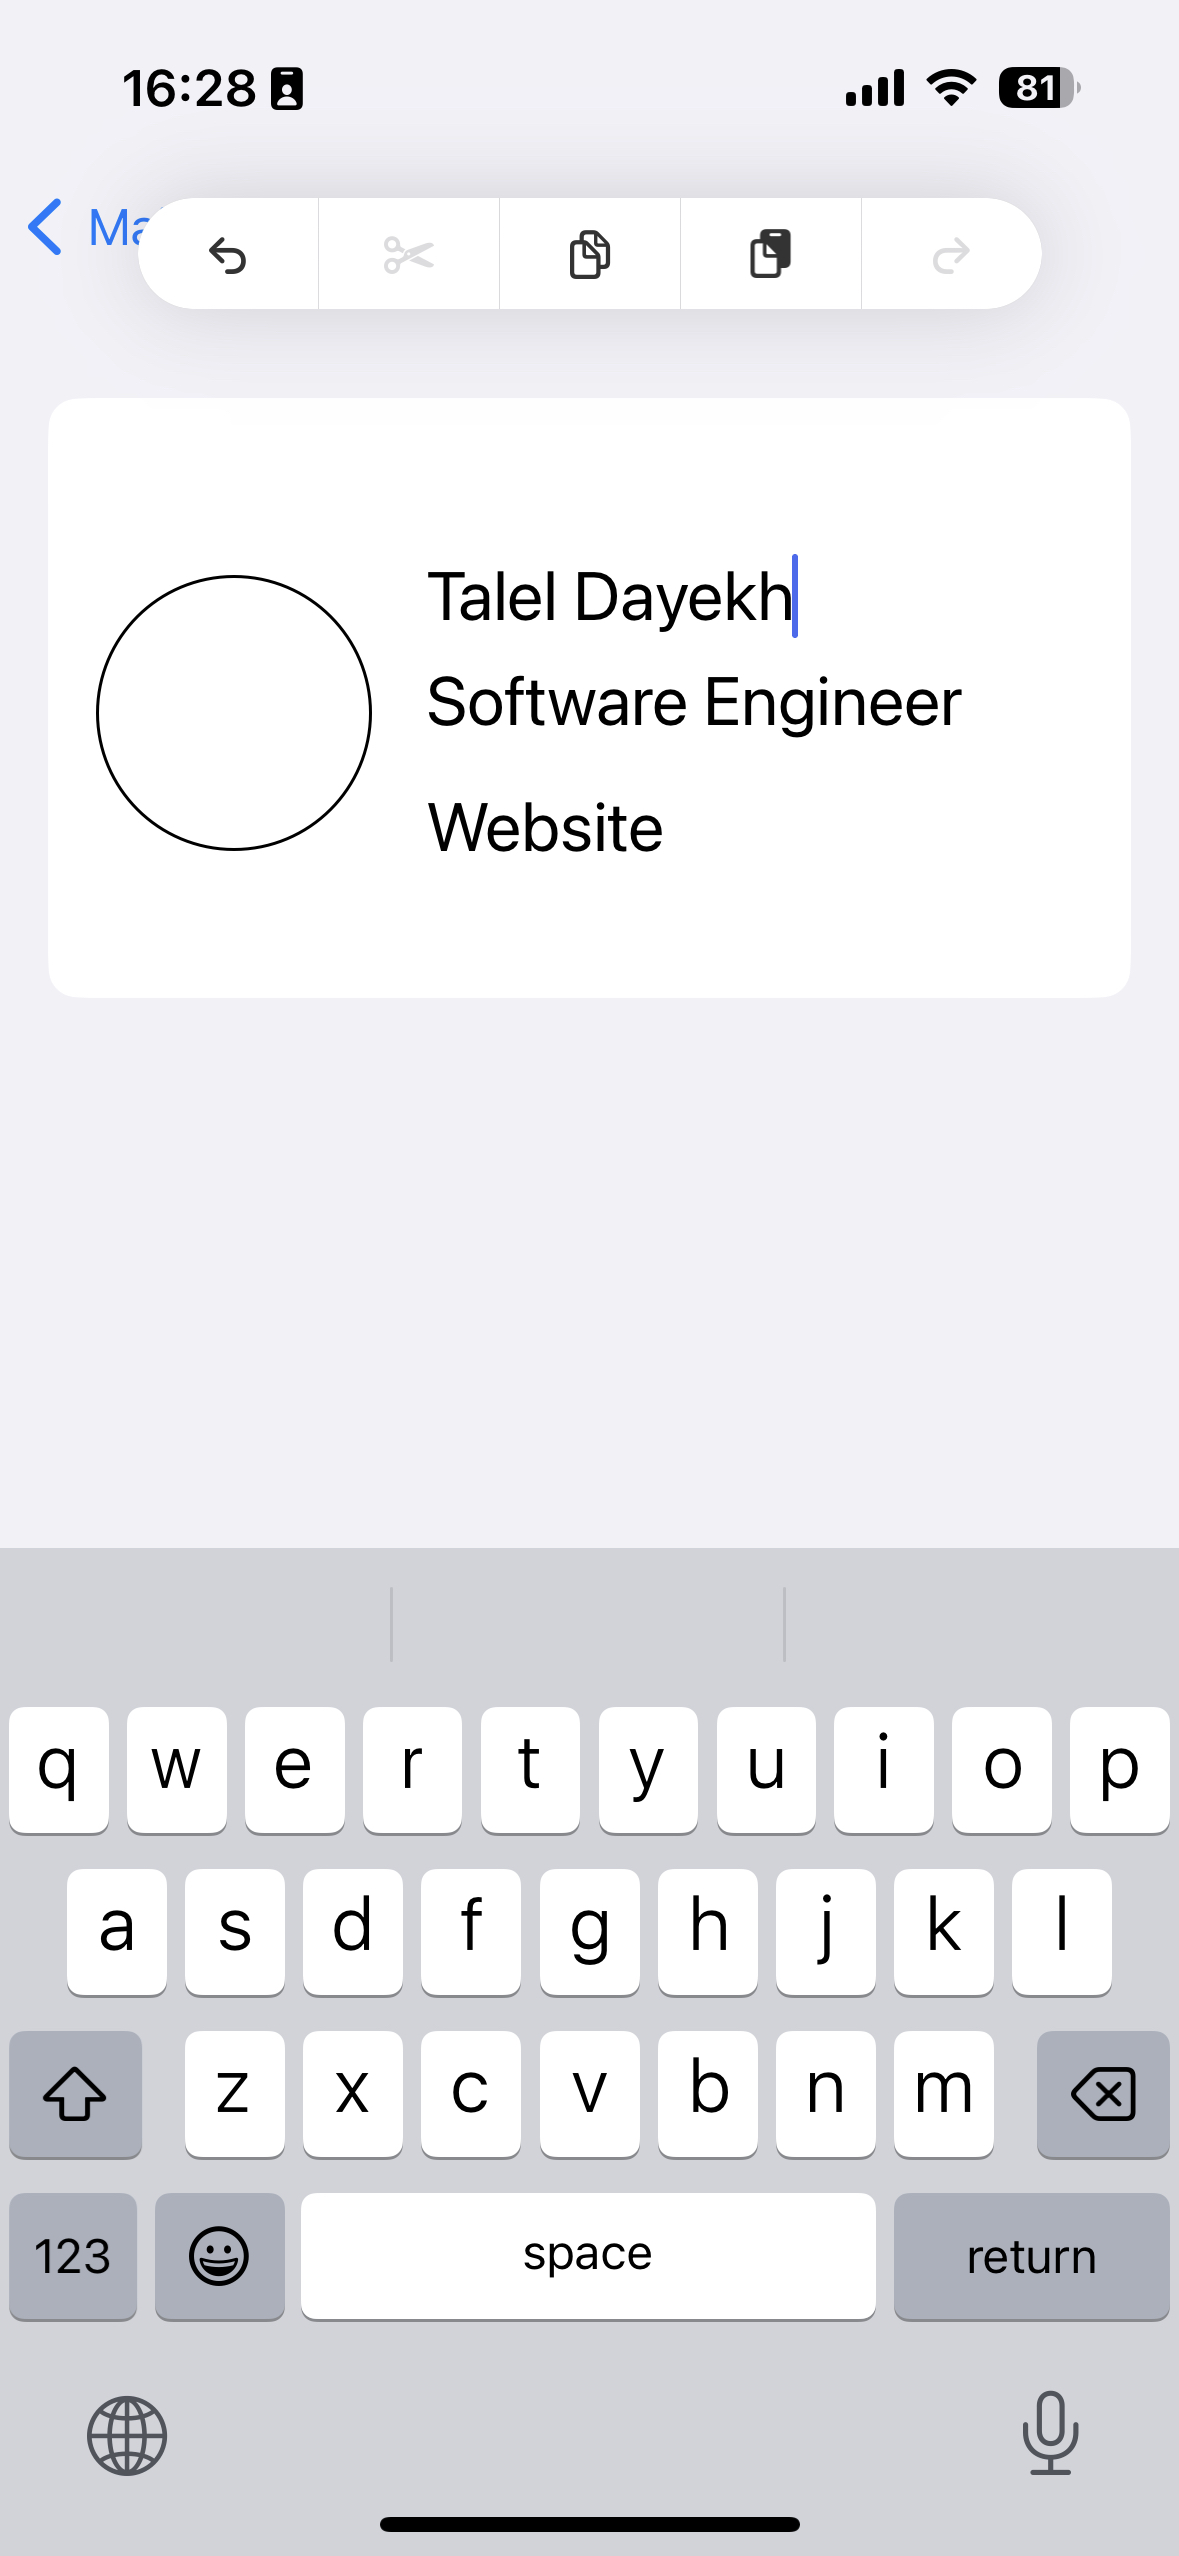 16:28
81
Ma
Talel Dayekh
Software Engineer
Website
q w e r t y u i o p
a s d f g h j k l
z x c v b n m
123 space return